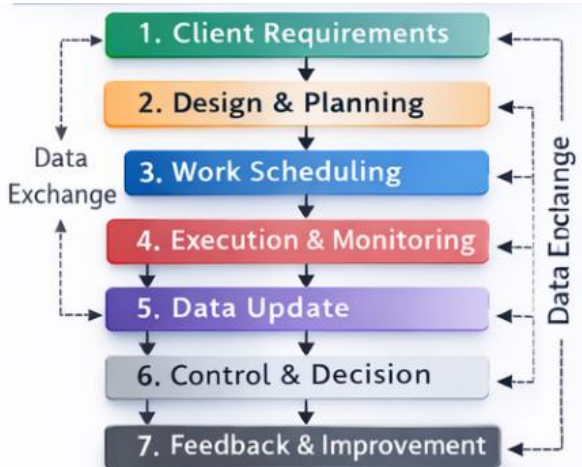 1. Client Requirements
2. Design & Planning
3. Work Scheduling
4. Execution & Monitoring
5. Data Update
6. Control & Decision
7. Feedback & Improvement
Data
Exchange
Data Enclainge